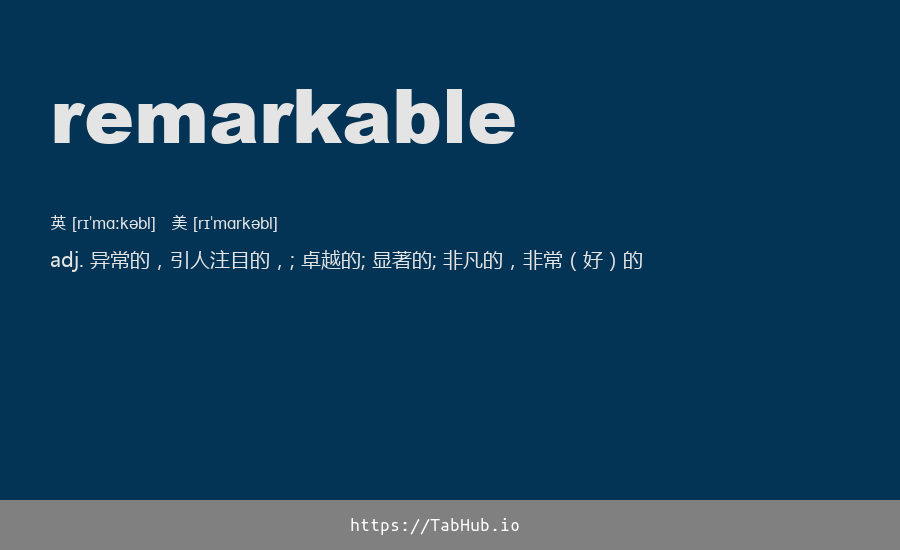 remarkable
英 [rɪˈmɑːkəbl] 美 [rɪˈmɑrkəbl]
adj. 异常的，引人注目的，; 卓越的; 显著的; 非凡的，非常（好）的
https://TabHub.io